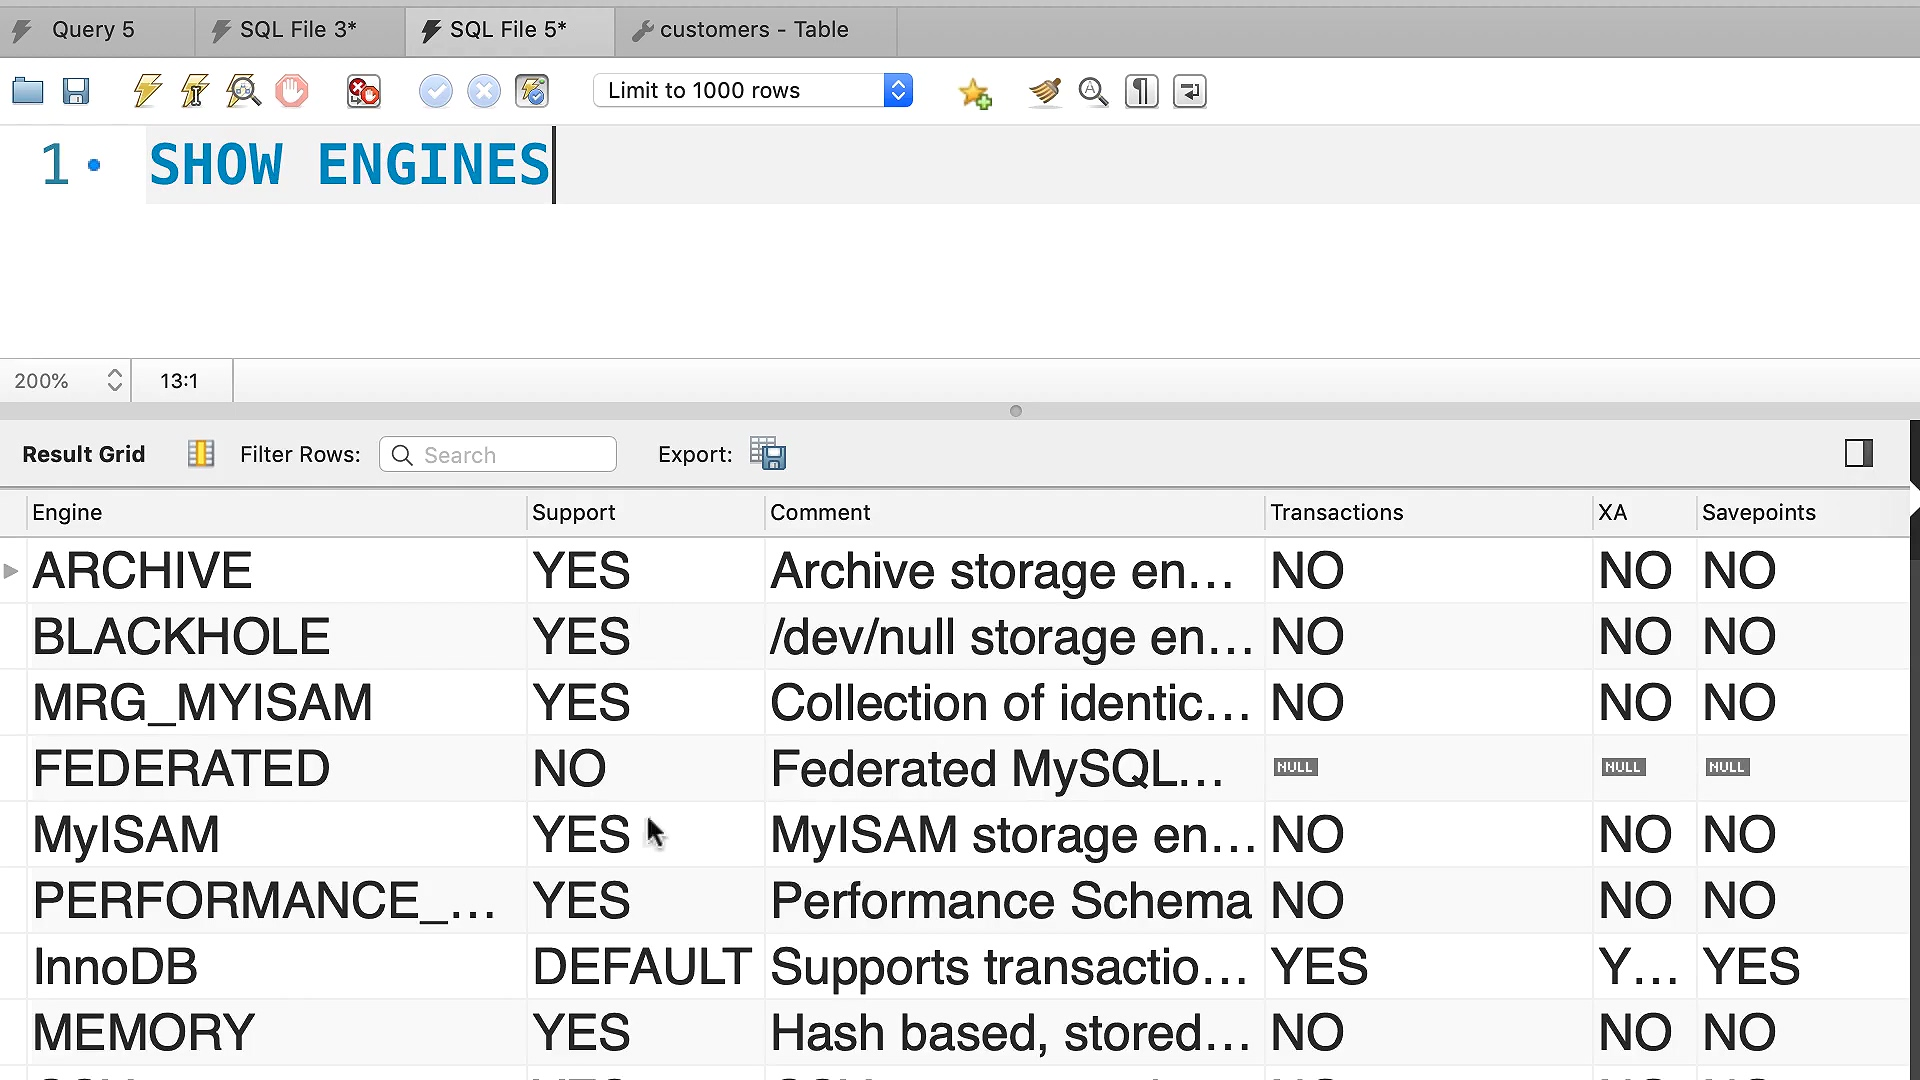 Query 5 SQL File 3* SQL File 5* customers - Table
Limit to 1000 rows
1 SHOW ENGINES
200% 13:1
Result Grid Filter Rows: Search Export:
Engine Support Comment Transactions XA Savepoints
ARCHIVE YES Archive storage en... NO NO NO
BLACKHOLE YES /dev/null storage en... NO NO NO
MRG_MYISAM YES Collection of identic... NO NO NO
FEDERATED NO Federated MySQL... NULL NULL NULL
MyISAM YES MyISAM storage en... NO NO NO
PERFORMANCE_... YES Performance Schema NO NO NO
InnoDB DEFAULT Supports transactio... YES Y... YES
MEMORY YES Hash based, stored... NO NO NO